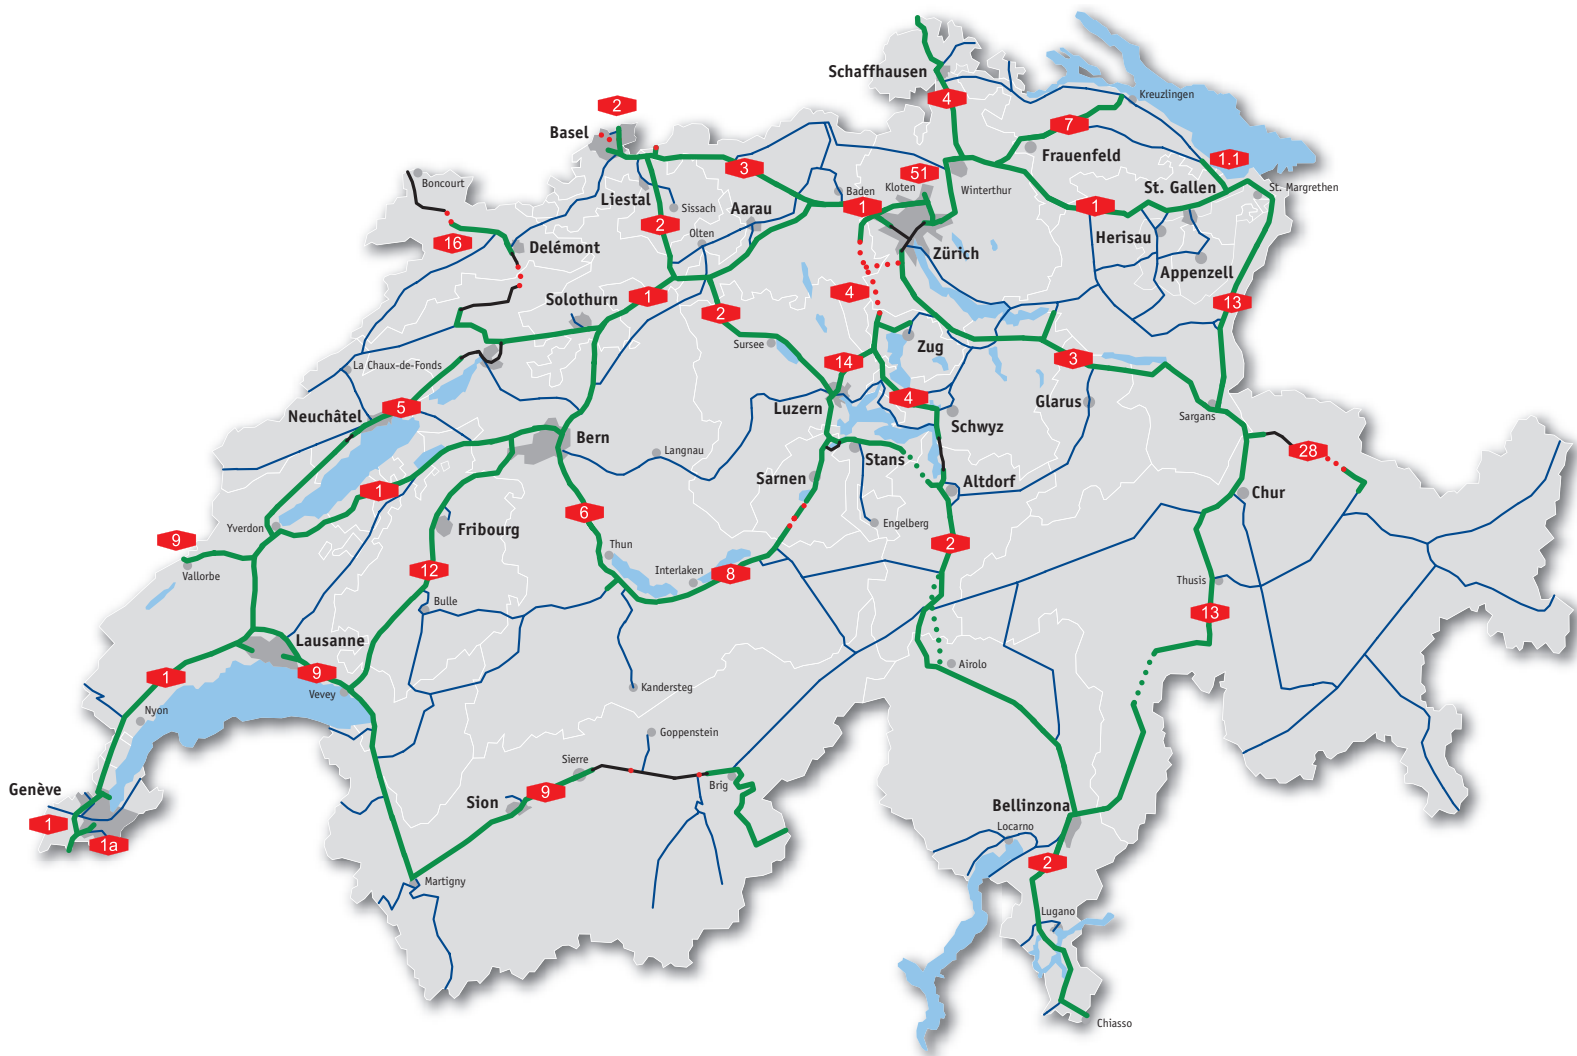 Schaffhausen
4
Kreuzlingen
2
Basel
7
Frauenfeld
1.1
3
51
Winterthur
Boncourt
Liestal
Sissach
Aarau
Baden
Kloten
1
1
St. Gallen
St. Margrethen
2
Olten
Herisau
16
Delémont
Zürich
Appenzell
Solothurn
1
4
13
2
Sursee
Zug
La Chaux-de-Fonds
14
3
Neuchâtel
5
Luzern
4
Schwyz
Glarus
Sargans
Bern
Langnau
Stans
28
Sarnen
Altdorf
Chur
1
Yverdon
Fribourg
6
Engelberg
9
Vallorbe
12
Thun
Interlaken
8
2
Thusis
Bulle
13
Lausanne
1
9
Vevey
Airolo
Kandersteg
Nyon
Goppenstein
Sierre
Genève
Sion
9
Brig
Bellinzona
1
1a
Locarno
2
Martigny
Lugano
Chiasso